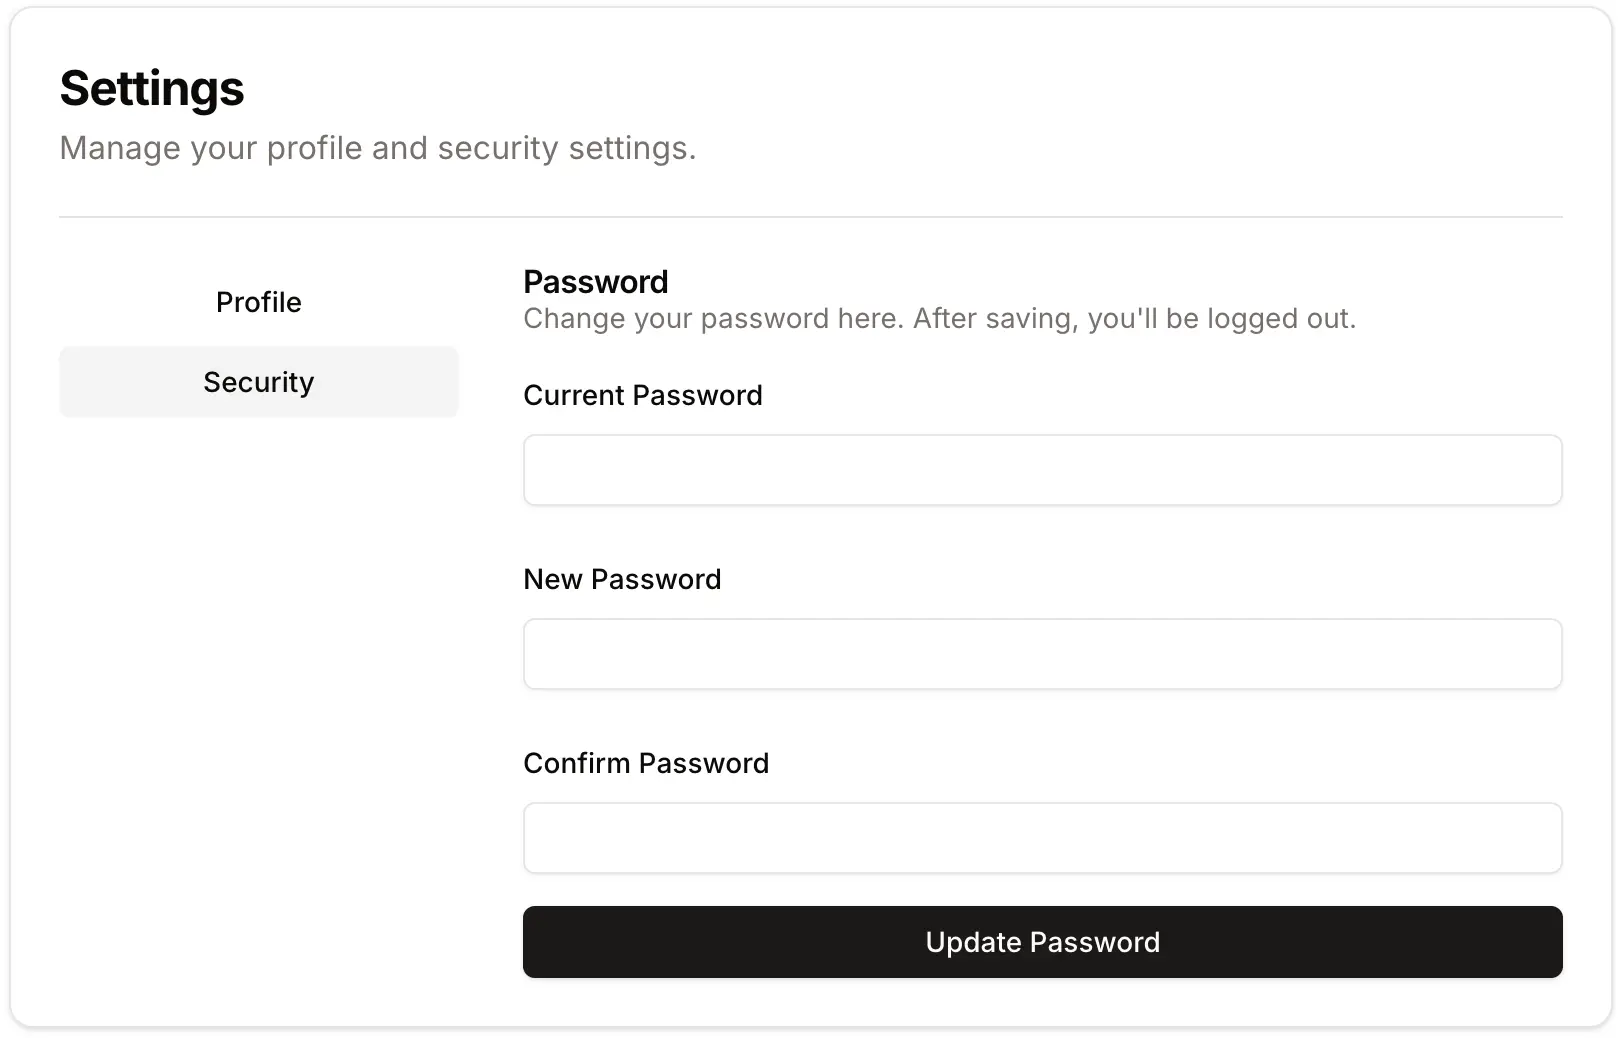 Settings
Manage your profile and security settings.
Profile
Security
Password
Change your password here. After saving, you'll be logged out.
Current Password
New Password
Confirm Password
Update Password